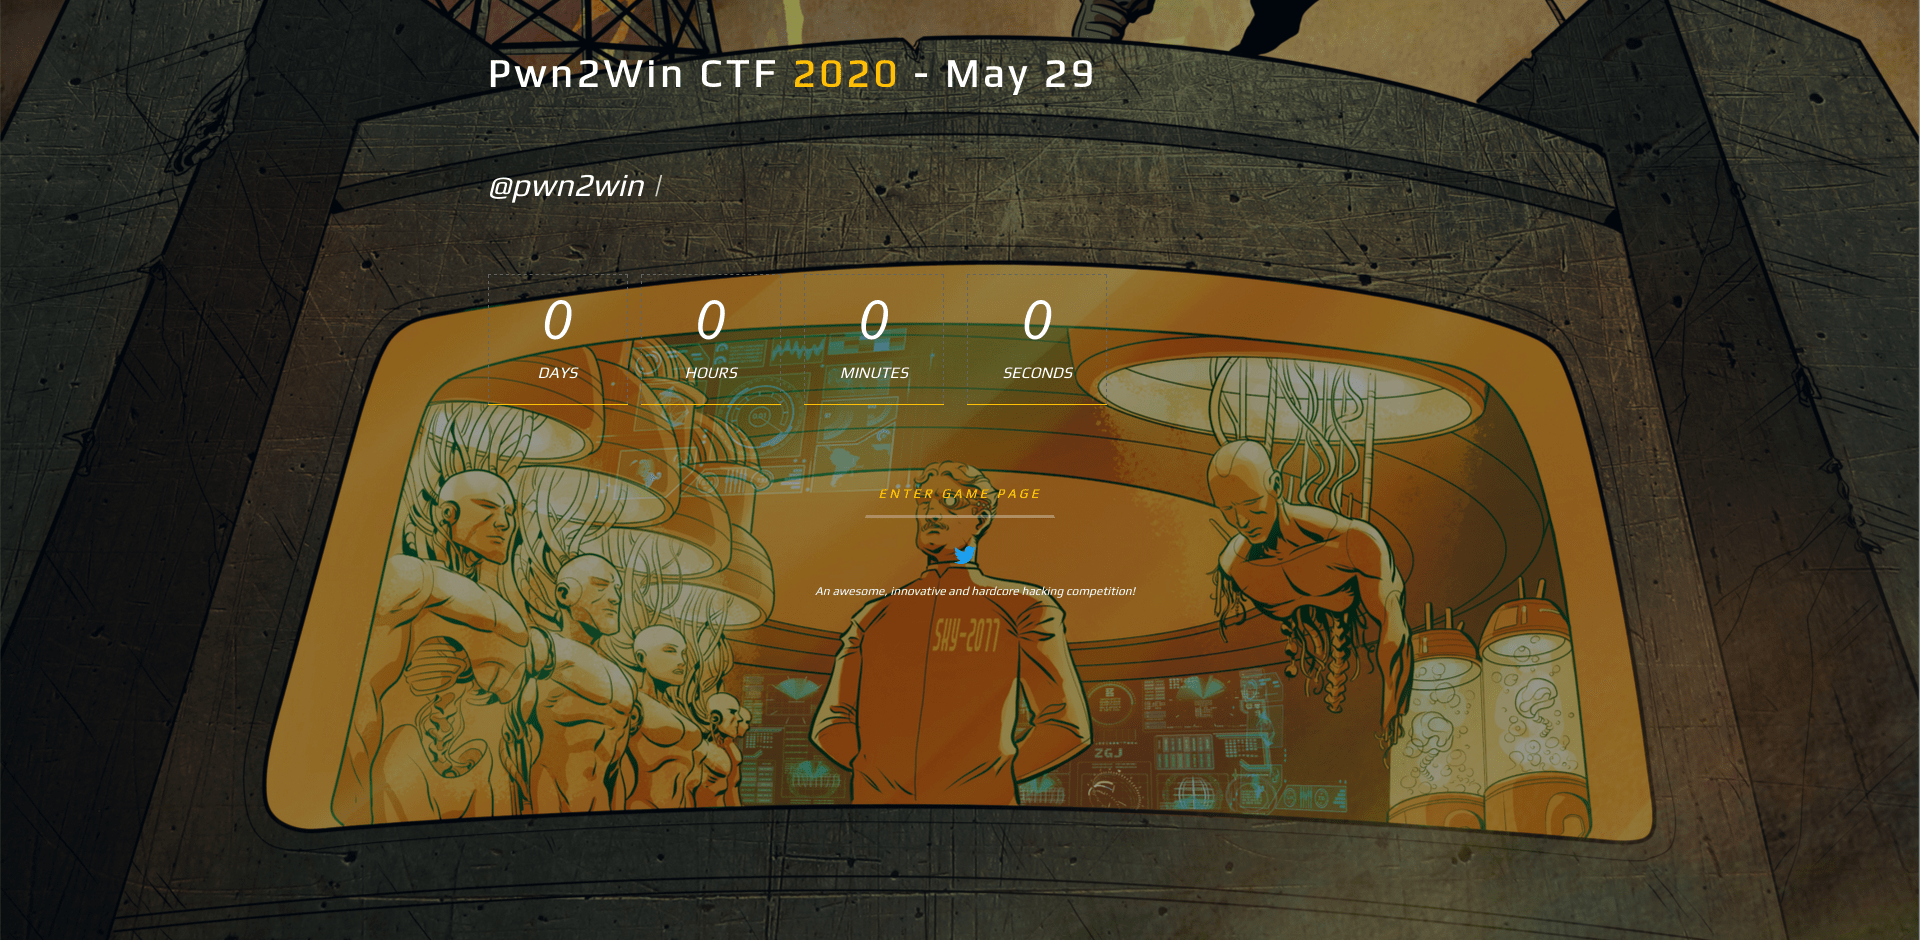 Pwn2Win CTF 2020 - May 29
@pwn2win |
0 0 0 0
DAYS HOURS MINUTES SECONDS
ENTER GAME PAGE
An awesome, innovative and hardcore hacking competition!
SHY-2077
ZGJ